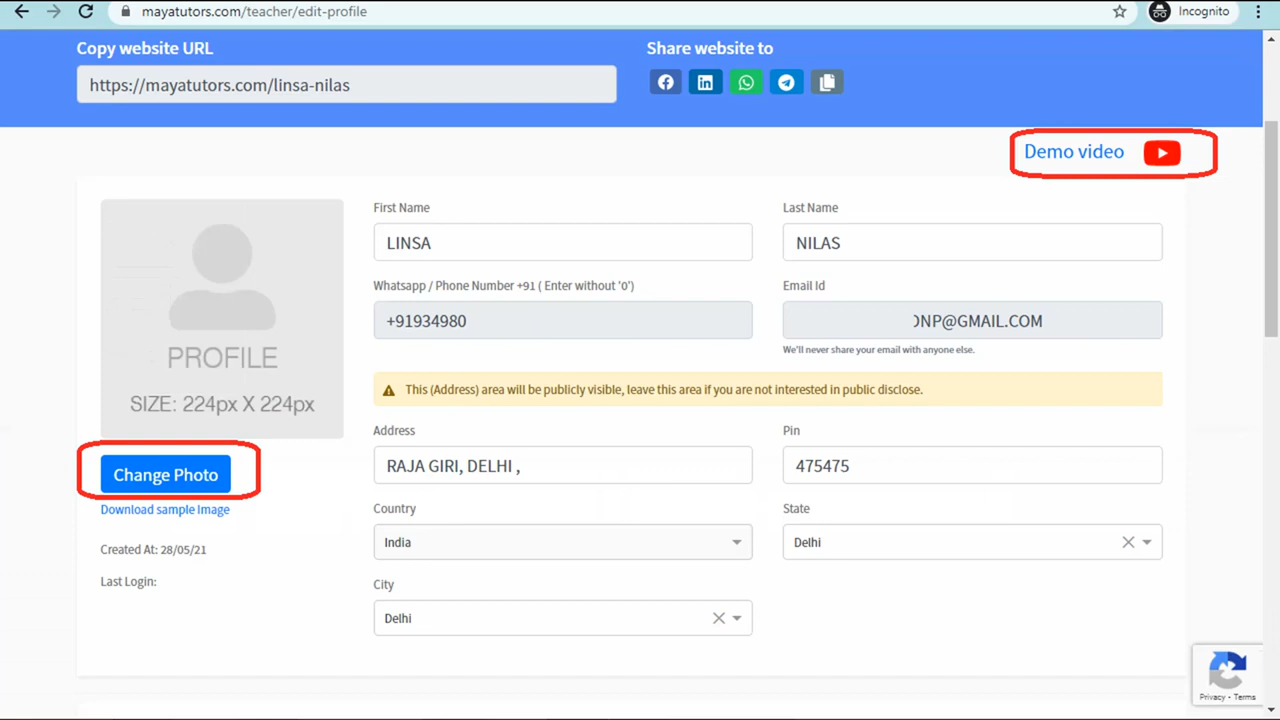 mayatutors.com/teacher/edit-profile
Incognito
Copy website URL
Share website to
https://mayatutors.com/linsa-nilas
Demo video
PROFILE
SIZE: 224px X 224px
Change Photo
Download sample Image
Created At: 28/05/21
Last Login:
First Name
Last Name
LINSA
NILAS
Whatsapp / Phone Number +91 ( Enter without '0')
Email Id
+91934980
NP@GMAIL.COM
We'll never share your email with anyone else.
This (Address) area will be publicly visible, leave this area if you are not interested in public disclose.
Address
Pin
RAJA GIRI, DELHI ,
475475
Country
State
India
Delhi
City
Delhi
Privacy - Terms